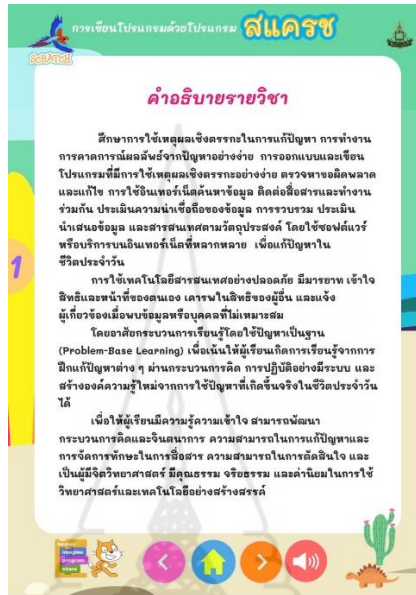 การเขียนโปรแกรมด้วยโปรแกรม สแครช
SCRATCH
คำอธิบายรายวิชา
ศึกษาการใช้เหตุผลเชิงตรรกะในการแก้ปัญหา การทำงาน
การคาดการณ์ผลลัพธ์จากปัญหาอย่างง่าย การออกแบบและเขียน
โปรแกรมที่มีการใช้เหตุผลเชิงตรรกะอย่างง่าย ตรวจหาขอผิดพลาด
และแก้ไข การใช้อินเทอร์เน็ตค้นหาข้อมูล ติดต่อสื่อสารและทำงาน
ร่วมกัน ประเมินความน่าเชื่อถือของข้อมูล การรวบรวม ประเมิน
นำเสนอข้อมูล และสารสนเทศตามวัตถุประสงค์ โดยใช้ซอฟต์แวร์
หรือบริการบนอินเทอร์เน็ตที่หลากหลาย เพื่อแก้ปัญหาใน
ชีวิตประจำวัน
1
การใช้เทคโนโลยีสารสนเทศอย่างปลอดภัย มีมารยาท เข้าใจ
สิทธิและหน้าที่ของตนเอง เคารพในสิทธิของผู้อื่น และแจ้ง
ผู้เกี่ยวข้องเมื่อพบข้อมูลหรือบุคคลที่ไม่เหมาะสม
โดยอาศัยกระบวนการเรียนรู้โดยใช้ปัญหาเป็นฐาน
(Problem-Base Learning) เพื่อเน้นให้ผู้เรียนเกิดการเรียนรู้จากการ
ฝึกแก้ปัญหาต่าง ๆ ผ่านกระบวนการคิด การปฏิบัติอย่างมีระบบ และ
สร้างองค์ความรู้ใหม่จากการใช้ปัญหาที่เกิดขึ้นจริงในชีวิตประจำวัน
ได้
เพื่อให้ผู้เรียนมีความรู้ความเข้าใจ สามารถพัฒนา
กระบวนการคิดและจินตนาการ ความสามารถในการแก้ปัญหาและ
การจัดการทักษะในการสื่อสาร ความสามารถในการตัดสินใจ และ
เป็นผู้มีจิตวิทยาศาสตร์ มีคุณธรรม จริยธรรม และค่านิยมในการใช้
วิทยาศาสตร์และเทคโนโลยีอย่างสร้างสรรค์
imagine
program
share